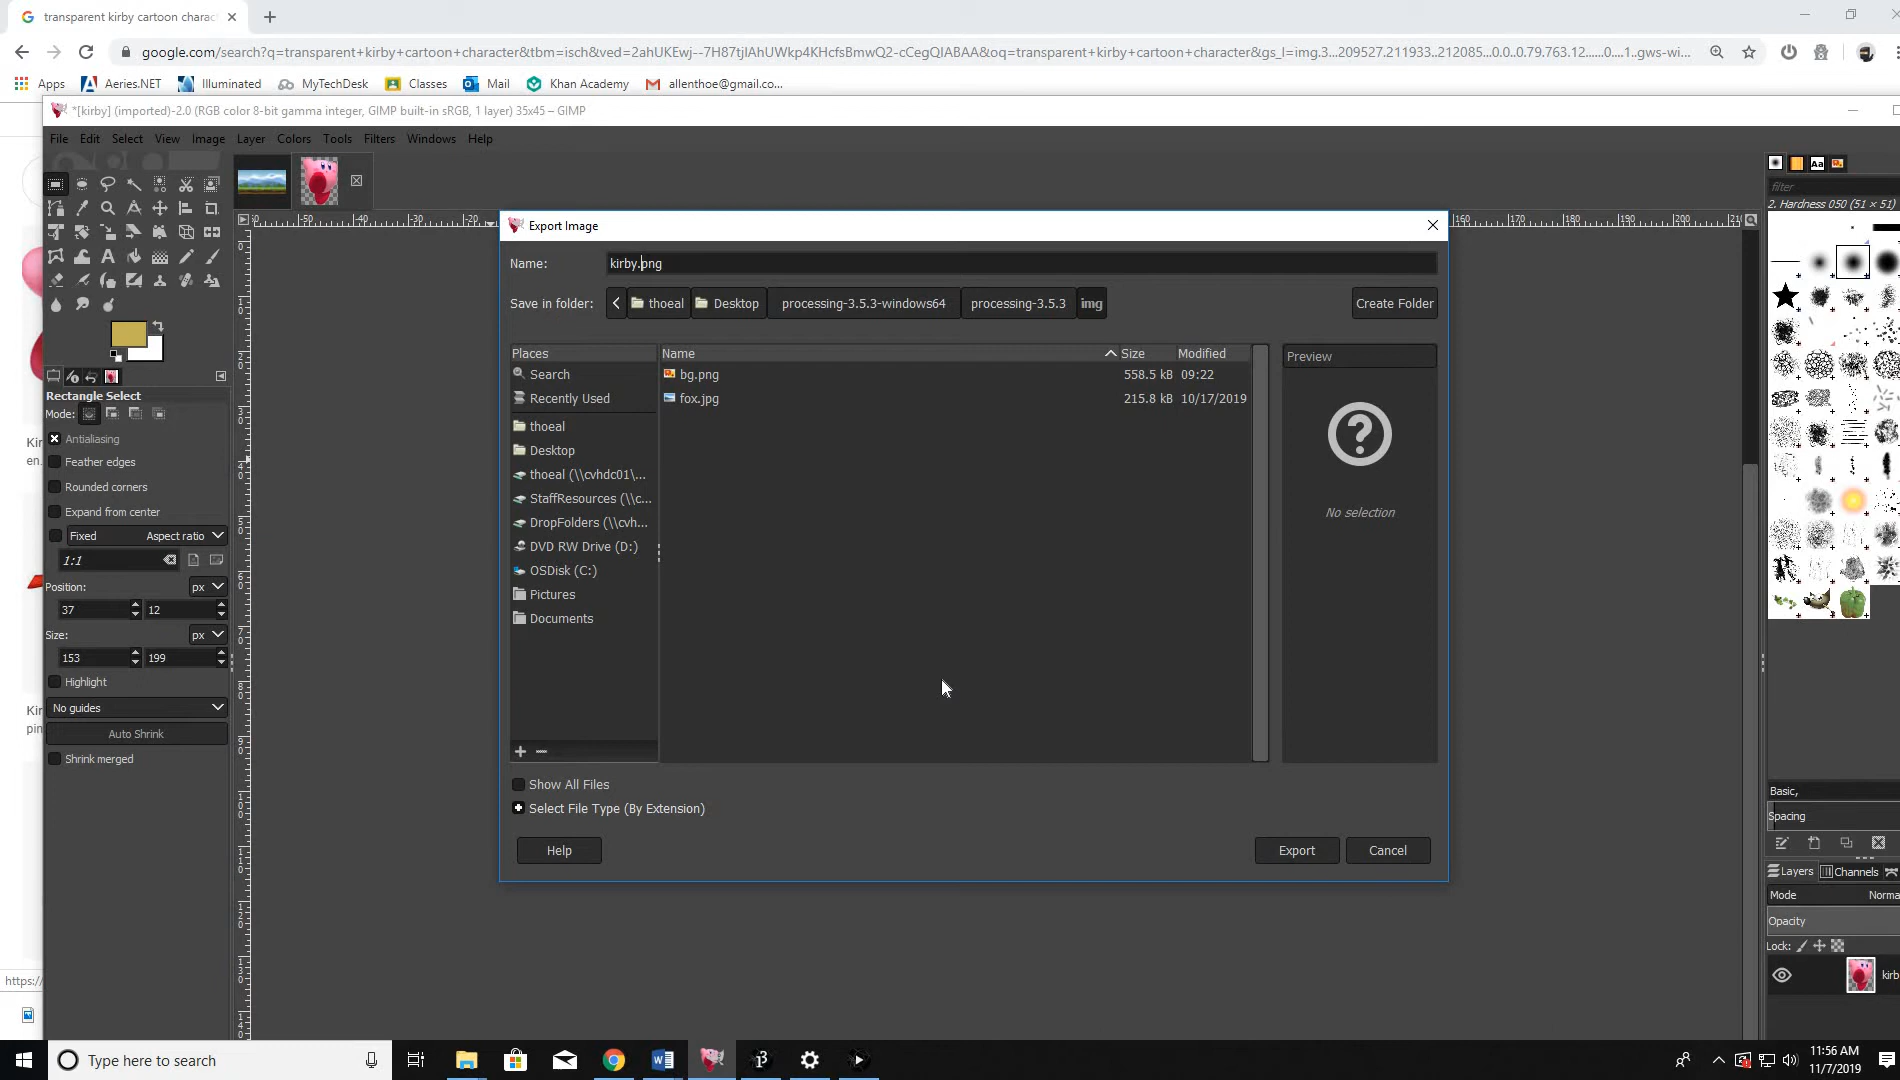 transparent kirby cartoon charac
google.com/search?q=transparent+kirby+cartoon+character&tbm=isch&ved=2ahUKEwj--7H87tjlAhUWkp4KHcfsBmwQ2-cCegQIABAA&oq=transparent+kirby+cartoon+character&gs_l=img.3...209527.211933..212085...0.0..0.79.763.12......0....1..gws-wi...
Apps Aeries.NET Illuminated MyTechDesk Classes Mail Khan Academy allenthoe@gmail.co...
*[kirby] (imported)-2.0 (RGB color 8-bit gamma integer, GIMP built-in sRGB, 1 layer) 35x45 – GIMP
File Edit Select View Image Layer Colors Tools Filters Windows Help
filter
2. Hardness 050 (51 × 51)
Export Image
Name: kirby.png
Save in folder: thoeal Desktop processing-3.5.3-windows64 processing-3.5.3 img Create Folder
Places Name Size Modified Preview
Search bg.png 558.5 kB 09:22
Recently Used fox.jpg 215.8 kB 10/17/2019
thoeal
Desktop
thoeal (\\cvhdc01\...
StaffResources (\\c...
DropFolders (\\cvh...
DVD RW Drive (D:)
OSDisk (C:)
Pictures
Documents
No selection
Show All Files
Select File Type (By Extension)
Help Export Cancel
Rectangle Select
Mode:
Antialiasing
Feather edges
Rounded corners
Expand from center
Fixed Aspect ratio
1:1
Position: px
37 12
Size: px
153 199
Highlight
No guides
Auto Shrink
Shrink merged
Kir
en.
Kir
pin
https://
Basic,
Spacing
Layers Channels
Mode Norma
Opacity
Lock:
kirb
Type here to search
11:56 AM
11/7/2019